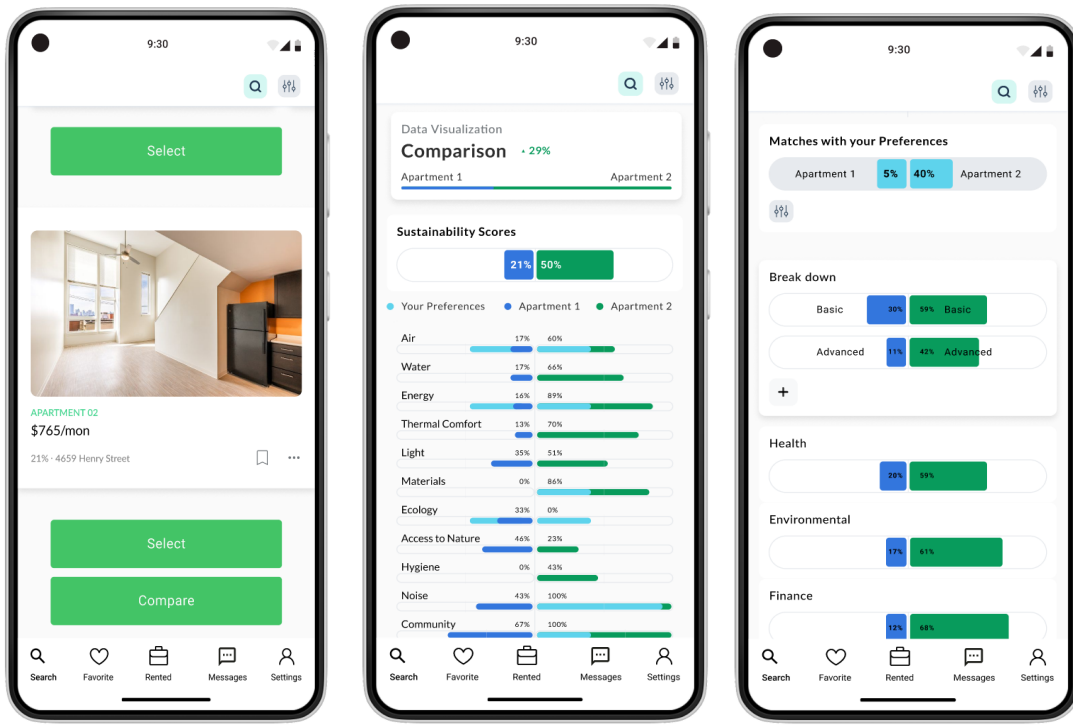 9:30
Select
APARTMENT 02
$765/mon
21% · 4659 Henry Street
Select
Compare
Search Favorite Rented Messages Settings
9:30
Data Visualization
Comparison 29%
Apartment 1 Apartment 2
Sustainability Scores
21% 50%
Your Preferences Apartment 1 Apartment 2
Air 17% 60%
Water 17% 66%
Energy 16% 89%
Thermal Comfort 13% 70%
Light 35% 51%
Materials 0% 86%
Ecology 33% 0%
Access to Nature 46% 23%
Hygiene 0% 43%
Noise 43% 100%
Community 67% 100%
Search Favorite Rented Messages Settings
9:30
Matches with your Preferences
Apartment 1 5% 40% Apartment 2
Break down
Basic 30% 59% Basic
Advanced 11% 42% Advanced
+
Health
20% 59%
Environmental
17% 61%
Finance
12% 68%
Search Favorite Rented Messages Settings